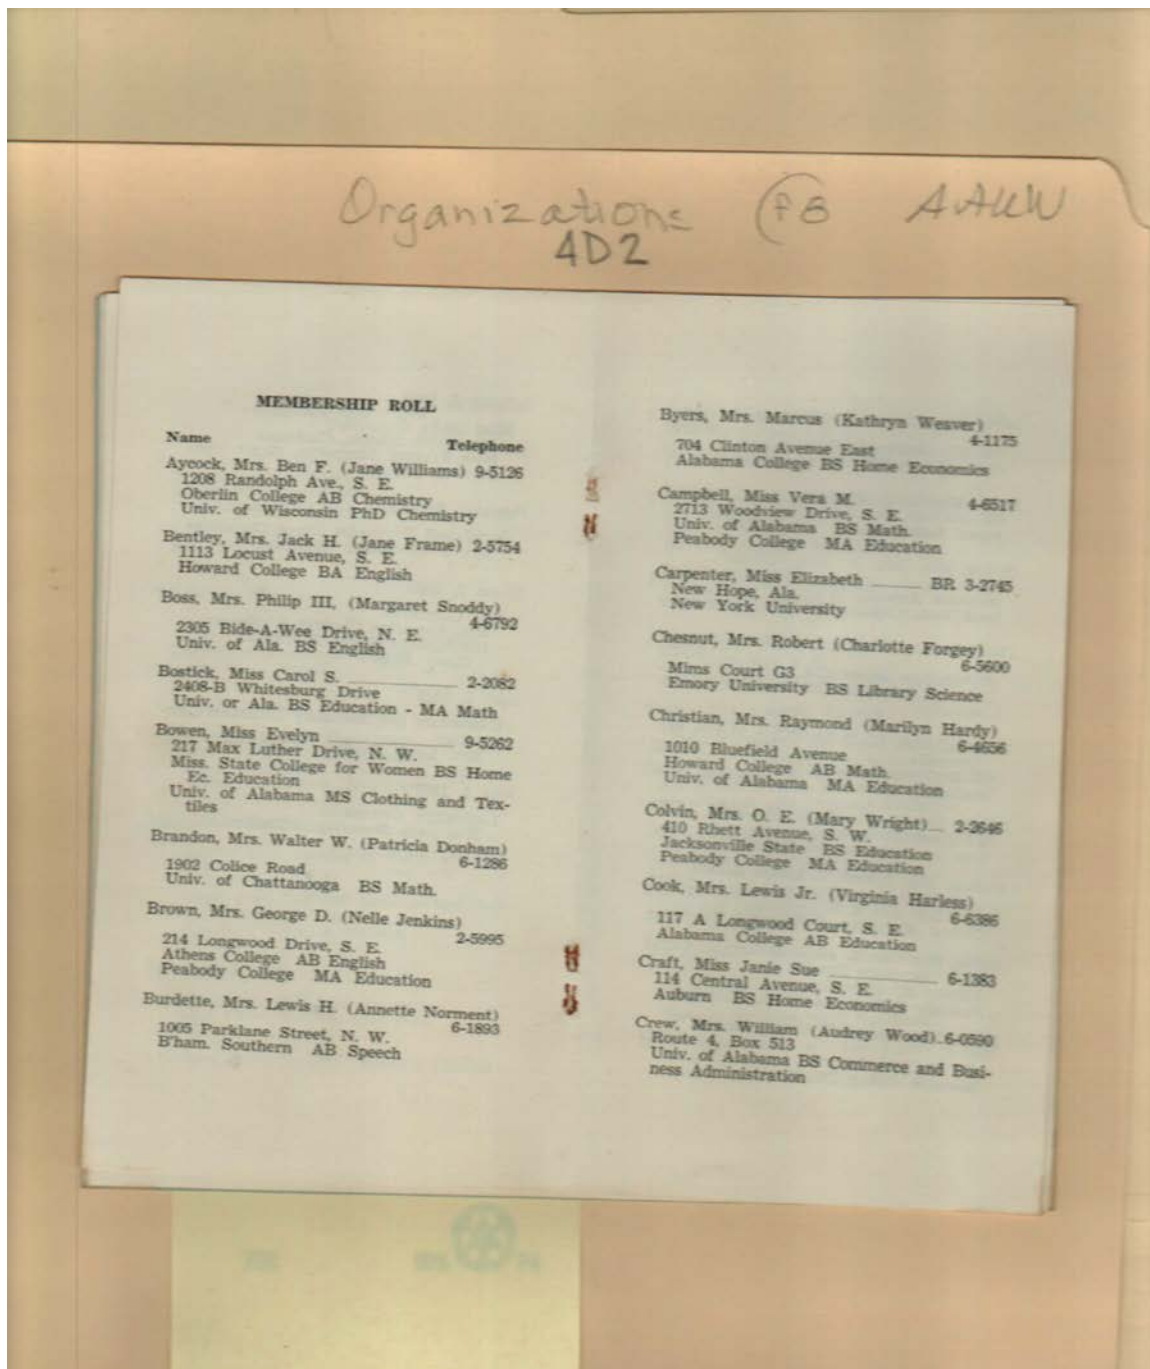 Organizations f8 AAUW
4D2
MEMBERSHIP ROLL
Name Telephone
Aycock, Mrs. Ben F. (Jane Williams) 9-5126
1208 Randolph Ave., S. E.
Oberlin College AB Chemistry
Univ. of Wisconsin PhD Chemistry
Bentley, Mrs. Jack H. (Jane Frame) 2-5754
1113 Locust Avenue, S. E.
Howard College BA English
Boss, Mrs. Philip III, (Margaret Snoddy)
4-6792
2305 Bide-A-Wee Drive, N. E.
Univ. of Ala. BS English
Bostick, Miss Carol S. 2-2082
2408-B Whitesburg Drive
Univ. or Ala. BS Education - MA Math
Bowen, Miss Evelyn 9-5262
217 Max Luther Drive, N. W.
Miss. State College for Women BS Home
Ec. Education
Univ. of Alabama MS Clothing and Tex-
tiles
Brandon, Mrs. Walter W. (Patricia Donham)
6-1286
1902 Colice Road
Univ. of Chattanooga BS Math.
Brown, Mrs. George D. (Nelle Jenkins)
2-5995
214 Longwood Drive, S. E.
Athens College AB English
Peabody College MA Education
Burdette, Mrs. Lewis H. (Annette Norment)
6-1893
1005 Parklane Street, N. W.
B'ham. Southern AB Speech
Byers, Mrs. Marcus (Kathryn Weaver)
4-1175
704 Clinton Avenue East
Alabama College BS Home Economics
Campbell, Miss Vera M. 4-6517
2713 Woodview Drive, S. E.
Univ. of Alabama BS Math.
Peabody College MA Education
Carpenter, Miss Elizabeth BR 3-2745
New Hope, Ala.
New York University
Chesnut, Mrs. Robert (Charlotte Forgey)
6-5600
Mims Court G3
Emory University BS Library Science
Christian, Mrs. Raymond (Marilyn Hardy)
6-4656
1010 Bluefield Avenue
Howard College AB Math.
Univ. of Alabama MA Education
Colvin, Mrs. O. E. (Mary Wright) 2-2646
410 Rhett Avenue, S. W.
Jacksonville State BS Education
Peabody College MA Education
Cook, Mrs. Lewis Jr. (Virginia Harless)
6-6386
117 A Longwood Court, S. E.
Alabama College AB Education
Craft, Miss Janie Sue 6-1383
114 Central Avenue, S. E.
Auburn BS Home Economics
Crew, Mrs. William (Audrey Wood) 6-0590
Route 4, Box 513
Univ. of Alabama BS Commerce and Busi-
ness Administration